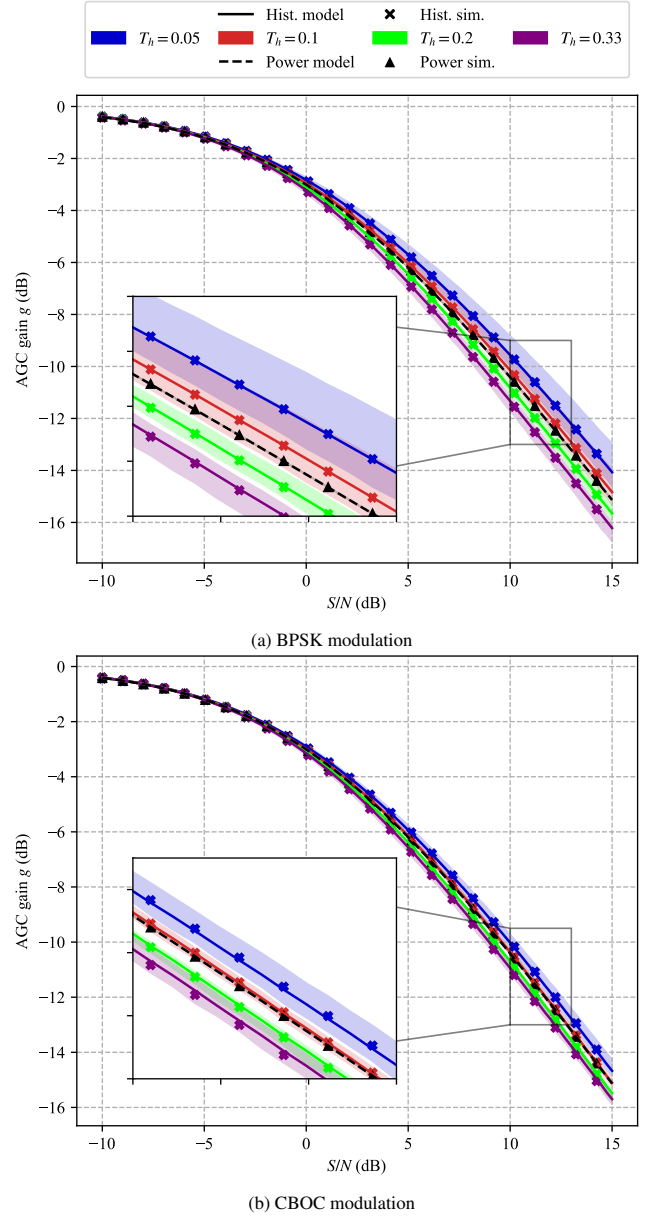 Hist. model
Hist. sim.
T_h = 0.05
T_h = 0.1
T_h = 0.2
T_h = 0.33
Power model
Power sim.
0
−2
−4
−6
−8
−10
−12
−14
−16
AGC gain g (dB)
−10
−5
0
5
10
15
S/N (dB)
(a) BPSK modulation
0
−2
−4
−6
−8
−10
−12
−14
−16
AGC gain g (dB)
−10
−5
0
5
10
15
S/N (dB)
(b) CBOC modulation